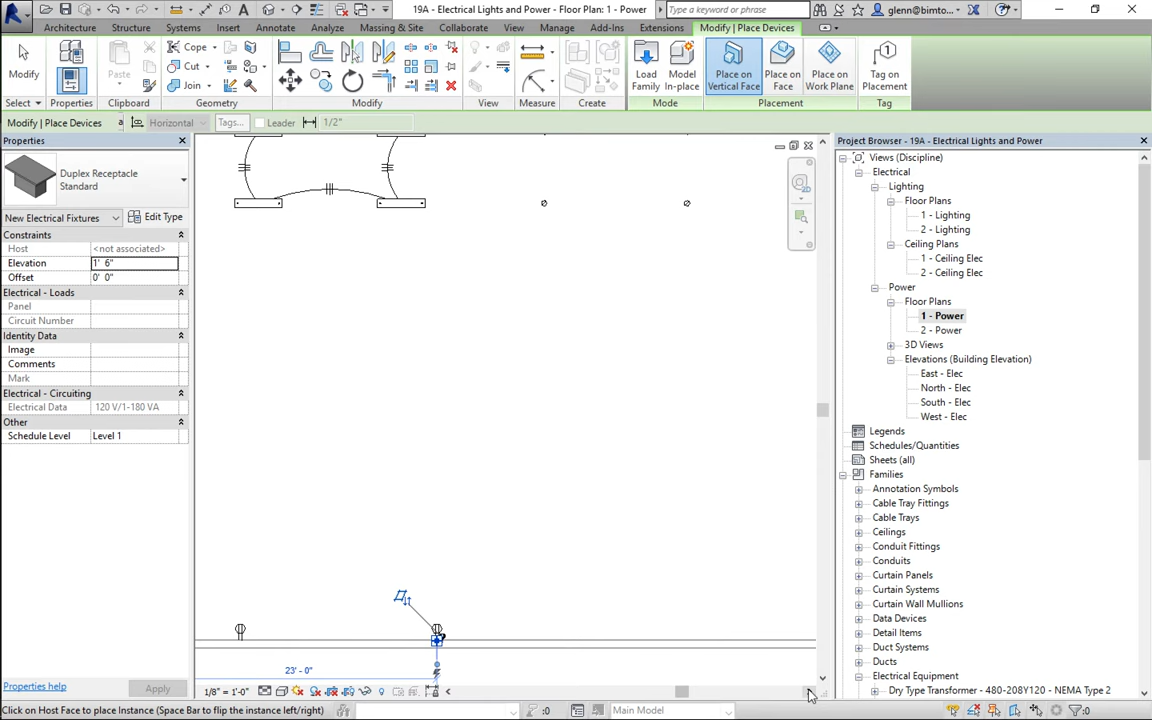 19A - Electrical Lights and Power - Floor Plan: 1 - Power
Type a keyword or phrase
glenn@bimto...
Architecture Structure Systems Insert Annotate Analyze Massing & Site Collaborate View Manage Add-Ins Extensions Modify | Place Devices
Modify
Select
Properties
Paste
Clipboard
Cope
Cut
Join
Geometry
Modify
View
Measure
Create
Load Family
Model In-place
Mode
Place on Vertical Face
Place on Face
Place on Work Plane
Placement
Tag on Placement
Tag
Modify | Place Devices
Horizontal
Tags...
Leader
1/2"
Properties
Duplex Receptacle
Standard
New Electrical Fixtures
Edit Type
Constraints
Host <not associated>
Elevation 1' 6"
Offset 0' 0"
Electrical - Loads
Panel
Circuit Number
Identity Data
Image
Comments
Mark
Electrical - Circuiting
Electrical Data 120 V/1-180 VA
Other
Schedule Level Level 1
Properties help
Apply
23' - 0"
1/8" = 1'-0"
Project Browser - 19A - Electrical Lights and Power
Views (Discipline)
Electrical
Lighting
Floor Plans
1 - Lighting
2 - Lighting
Ceiling Plans
1 - Ceiling Elec
2 - Ceiling Elec
Power
Floor Plans
1 - Power
2 - Power
3D Views
Elevations (Building Elevation)
East - Elec
North - Elec
South - Elec
West - Elec
Legends
Schedules/Quantities
Sheets (all)
Families
Annotation Symbols
Cable Tray Fittings
Cable Trays
Ceilings
Conduit Fittings
Conduits
Curtain Panels
Curtain Systems
Curtain Wall Mullions
Data Devices
Detail Items
Duct Systems
Ducts
Electrical Equipment
Dry Type Transformer - 480-208Y120 - NEMA Type 2
Click on Host Face to place Instance (Space Bar to flip the instance left/right)
:0
Main Model
:0